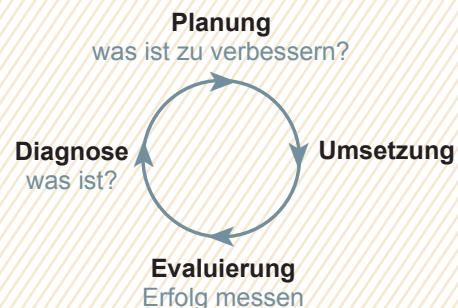 Planung
was ist zu verbessern?
Diagnose
was ist?
Umsetzung
Evaluierung
Erfolg messen